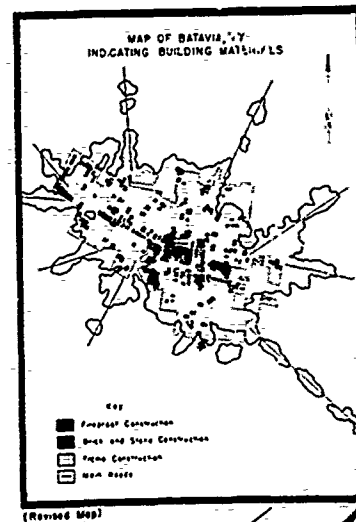 MAP OF BATAVIA, N.Y.
INDICATING BUILDING MATERIALS
Key
Fireproof Construction
Brick and Stone Construction
Frame Construction
Main Roads
(Revised Map)